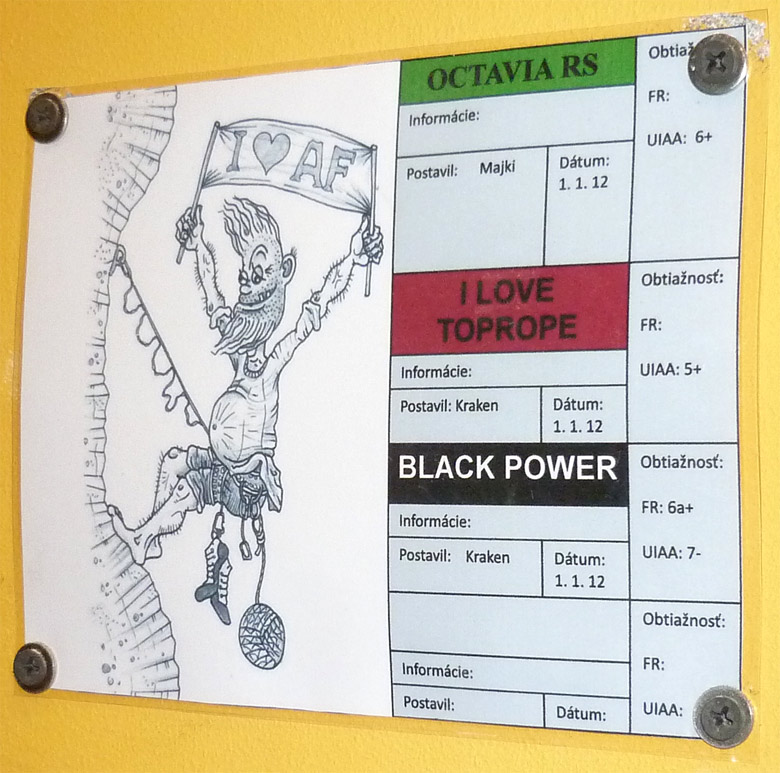 I ♥ AF
OCTAVIA RS
Obtiaž
Informácie:
FR:
UIAA: 6+
Postavil: Majki
Dátum:
1. 1. 12
I LOVE
TOPROPE
Obtiažnosť:
FR:
Informácie:
UIAA: 5+
Postavil: Kraken
Dátum:
1. 1. 12
BLACK POWER
Obtiažnosť:
FR: 6a+
Informácie:
UIAA: 7-
Postavil: Kraken
Dátum:
1. 1. 12
Obtiažnosť:
FR:
Informácie:
UIAA:
Postavil:
Dátum: